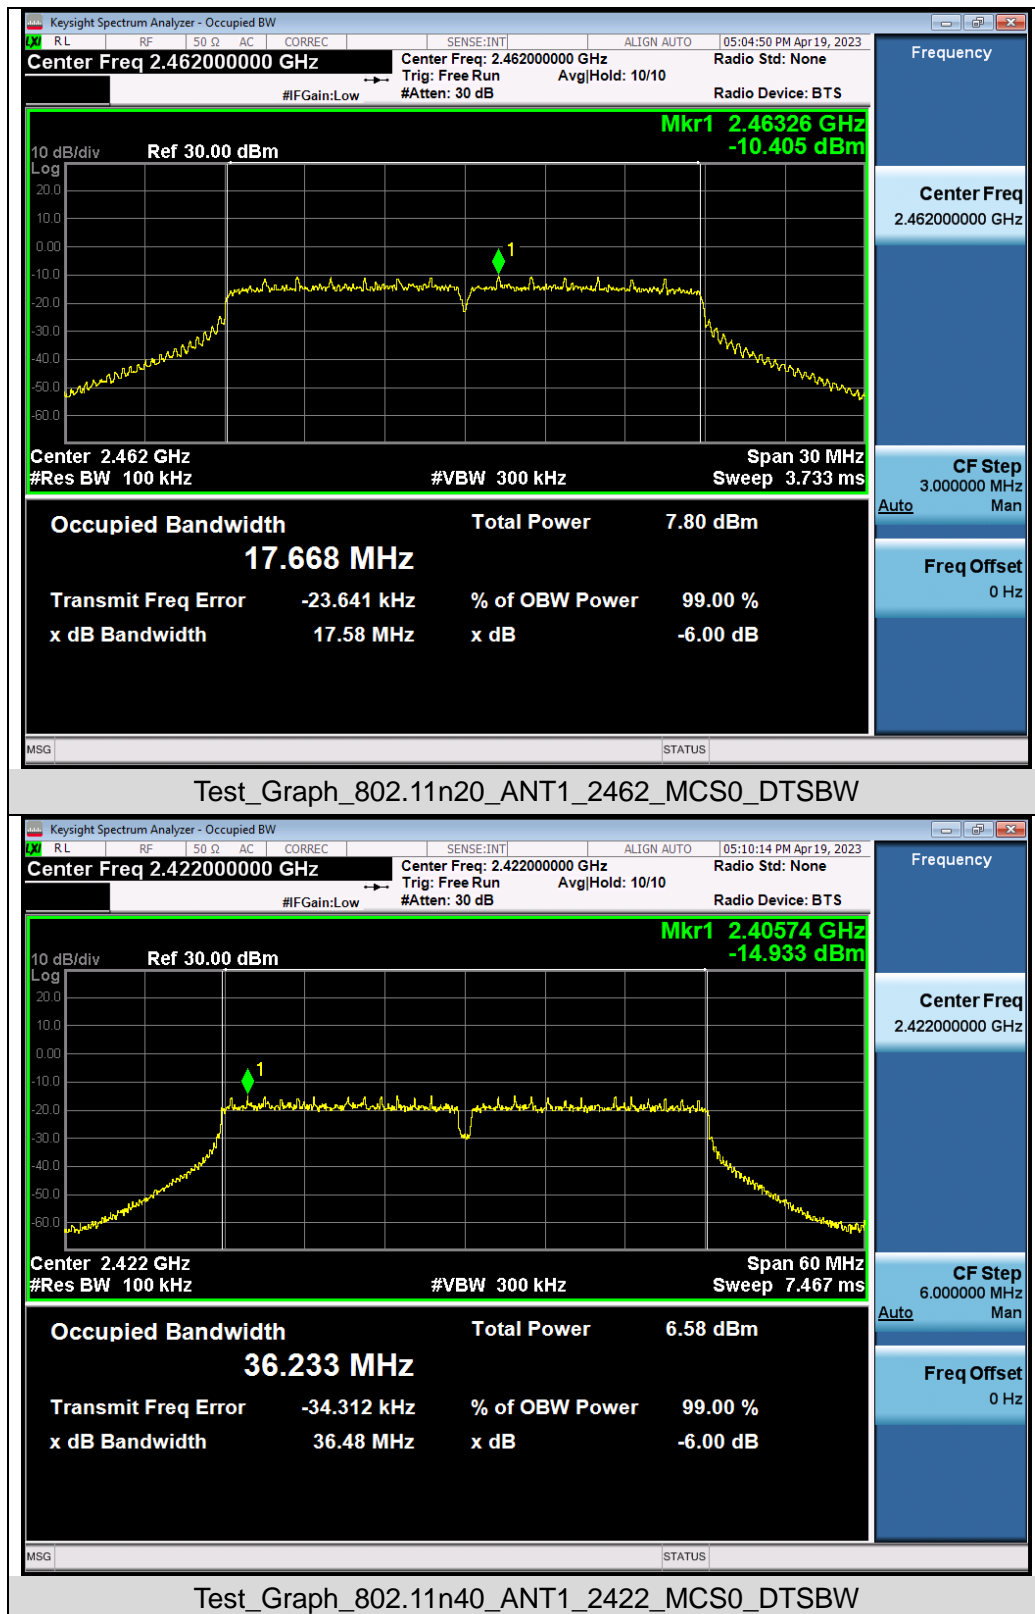 Keysight Spectrum Analyzer - Occupied BW
LXI RL RF 50 Ω AC CORREC SENSE:INT ALIGN AUTO 05:04:50 PM Apr 19, 2023
Center Freq 2.462000000 GHz
Center Freq: 2.462000000 GHz Radio Std: None
Trig: Free Run Avg|Hold: 10/10
#IFGain:Low #Atten: 30 dB Radio Device: BTS
Frequency
Mkr1 2.46326 GHz
-10.405 dBm
10 dB/div Ref 30.00 dBm
Log
20.0
10.0
0.00
-10.0
-20.0
-30.0
-40.0
-50.0
-60.0
1
Center Freq
2.462000000 GHz
Center 2.462 GHz Span 30 MHz
#Res BW 100 kHz #VBW 300 kHz Sweep 3.733 ms
CF Step
3.000000 MHz
Auto Man
Occupied Bandwidth Total Power 7.80 dBm
17.668 MHz
Transmit Freq Error -23.641 kHz % of OBW Power 99.00 %
x dB Bandwidth 17.58 MHz x dB -6.00 dB
Freq Offset
0 Hz
MSG STATUS
Test_Graph_802.11n20_ANT1_2462_MCS0_DTSBW
Keysight Spectrum Analyzer - Occupied BW
LXI RL RF 50 Ω AC CORREC SENSE:INT ALIGN AUTO 05:10:14 PM Apr 19, 2023
Center Freq 2.422000000 GHz
Center Freq: 2.422000000 GHz Radio Std: None
Trig: Free Run Avg|Hold: 10/10
#IFGain:Low #Atten: 30 dB Radio Device: BTS
Frequency
Mkr1 2.40574 GHz
-14.933 dBm
10 dB/div Ref 30.00 dBm
Log
20.0
10.0
0.00
-10.0
-20.0
-30.0
-40.0
-50.0
-60.0
1
Center Freq
2.422000000 GHz
Center 2.422 GHz Span 60 MHz
#Res BW 100 kHz #VBW 300 kHz Sweep 7.467 ms
CF Step
6.000000 MHz
Auto Man
Occupied Bandwidth Total Power 6.58 dBm
36.233 MHz
Transmit Freq Error -34.312 kHz % of OBW Power 99.00 %
x dB Bandwidth 36.48 MHz x dB -6.00 dB
Freq Offset
0 Hz
MSG STATUS
Test_Graph_802.11n40_ANT1_2422_MCS0_DTSBW